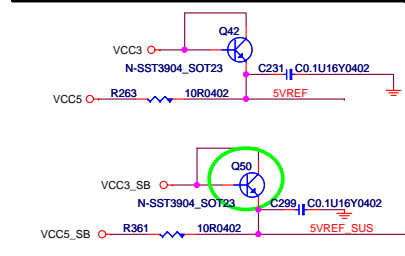 Q42
VCC3
N-SST3904_SOT23
C231 C0.1U16Y0402
VCC5 R263 10R0402 5VREF
Q50
VCC3_SB
N-SST3904_SOT23 C299 C0.1U16Y0402
VCC5_SB R361 10R0402 5VREF_SUS